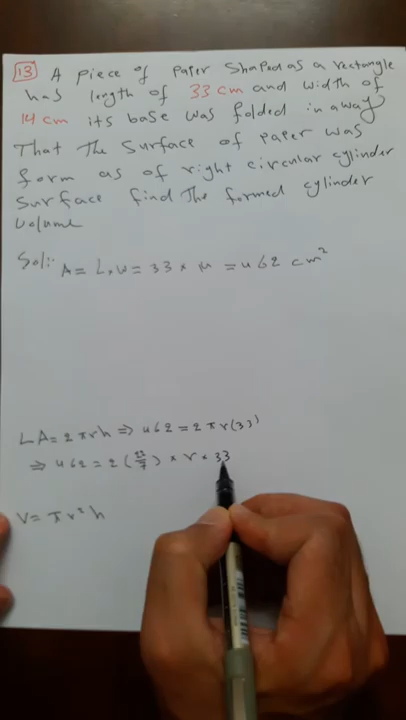 13 A piece of Paper Shaped as a rectangle
has length of 33 cm and width of
14 cm its base was folded in a way
That The Surface of Paper was
form as of right circular cylinder
Surface find The formed cylinder
volume
Sol:- A = L × W = 33 × 14 = 462 cm²
LA = 2πrh ⇒ 462 = 2πr(33)
⇒ 462 = 2(22/7) × r × 33
V = πr²h